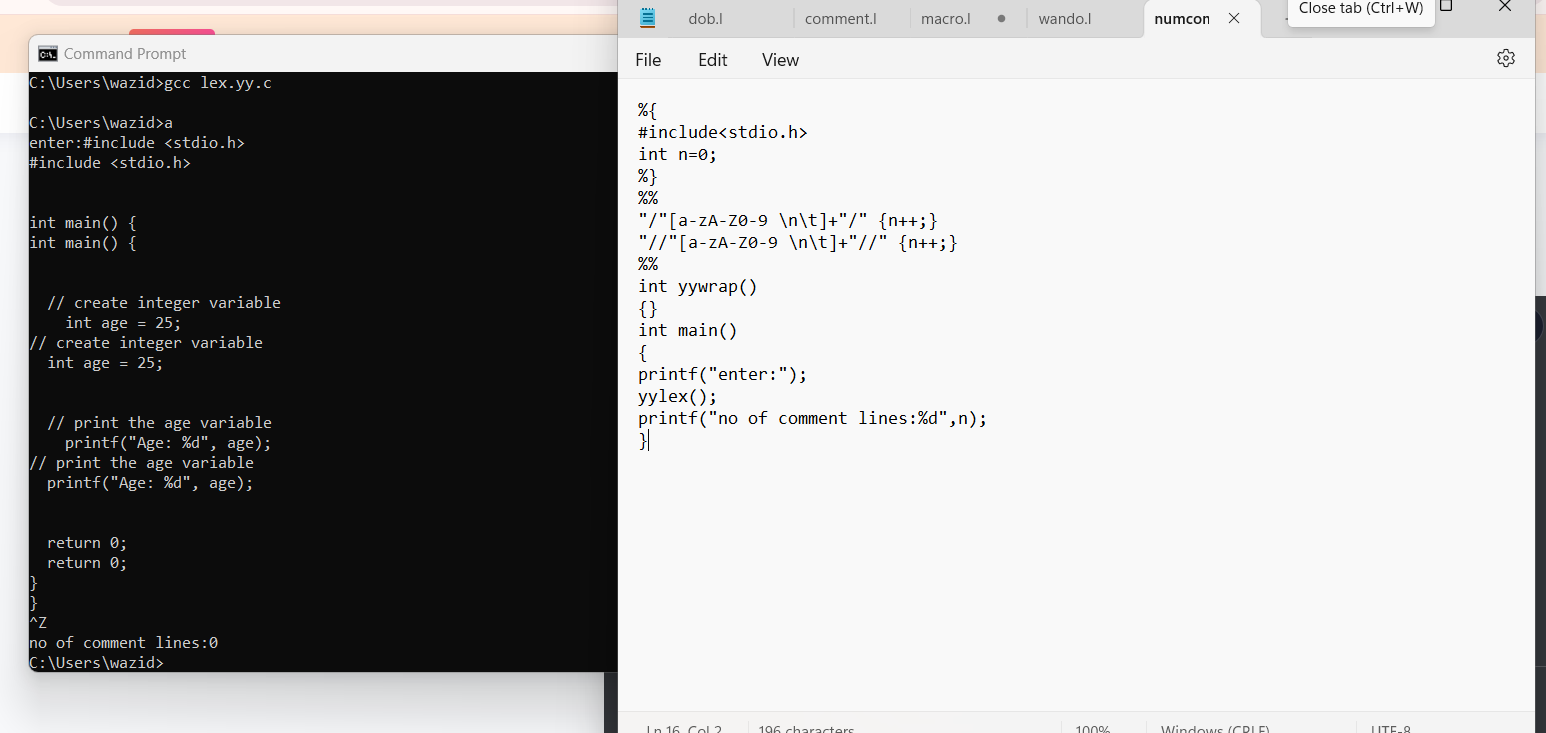 Command Prompt
C:\Users\wazid>gcc lex.yy.c
C:\Users\wazid>a
enter:#include <stdio.h>
#include <stdio.h>
int main() {
int main() {
// create integer variable
int age = 25;
// create integer variable
int age = 25;
// print the age variable
printf("Age: %d", age);
// print the age variable
printf("Age: %d", age);
return 0;
return 0;
}
}
^Z
no of comment lines:0
C:\Users\wazid>
dob.l comment.l macro.l wando.l numcon
Close tab (Ctrl+W)
File Edit View
%{
#include<stdio.h>
int n=0;
%}
%%
"/"[a-zA-Z0-9 \n\t]+"/" {n++;}
"//"[a-zA-Z0-9 \n\t]+"//" {n++;}
%%
int yywrap()
{}
int main()
{
printf("enter:");
yylex();
printf("no of comment lines:%d",n);
}
Ln 16, Col 2 196 characters 100% Windows (CRLF) UTF-8